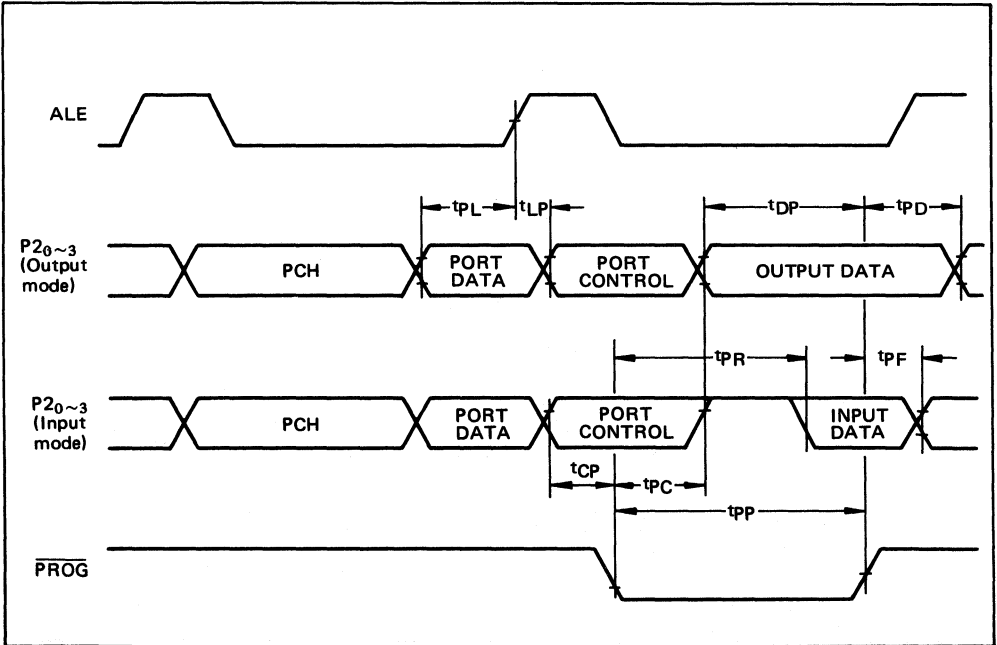 ALE
tPL
tLP
tDP
tPD
P20~3
(Output
mode)
PCH
PORT
DATA
PORT
CONTROL
OUTPUT DATA
tPR
tPF
P20~3
(Input
mode)
PCH
PORT
DATA
PORT
CONTROL
INPUT
DATA
tCP
tPC
tPP
PROG